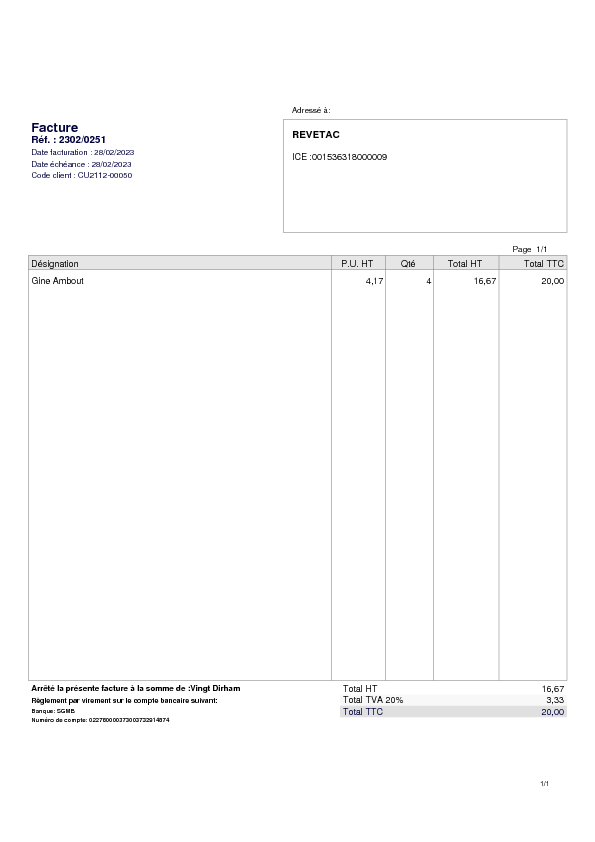 Adressé à:
Facture
Réf. : 2302/0251
Date facturation : 28/02/2023
Date échéance : 28/02/2023
Code client : CU2112-00050
REVETAC
ICE :001536318000009
Page 1/1
Désignation P.U. HT Qté Total HT Total TTC
Gine Ambout 4,17 4 16,67 20,00
Arrêté la présente facture à la somme de :Vingt Dirham
Règlement par virement sur le compte bancaire suivant:
Banque: SGMB
Numéro de compte:
Total HT 16,67
Total TVA 20% 3,33
Total TTC 20,00
1/1